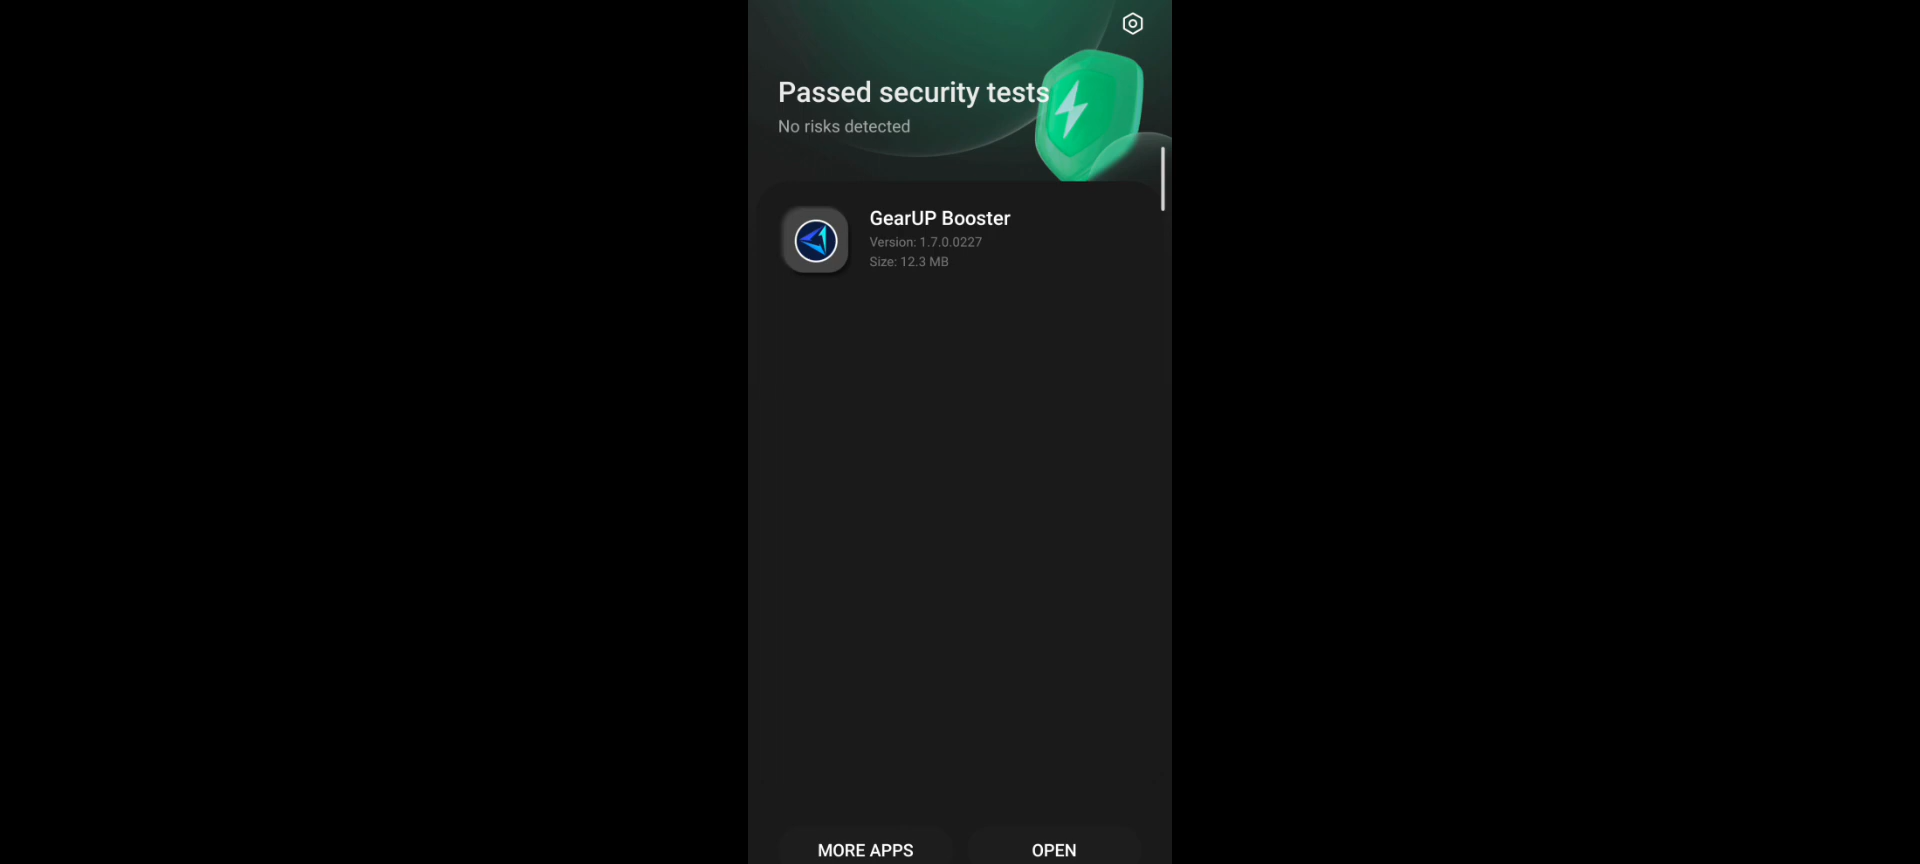 Passed security tests
No risks detected
GearUP Booster
Version: 1.7.0.0227
Size: 12.3 MB
MORE APPS
OPEN